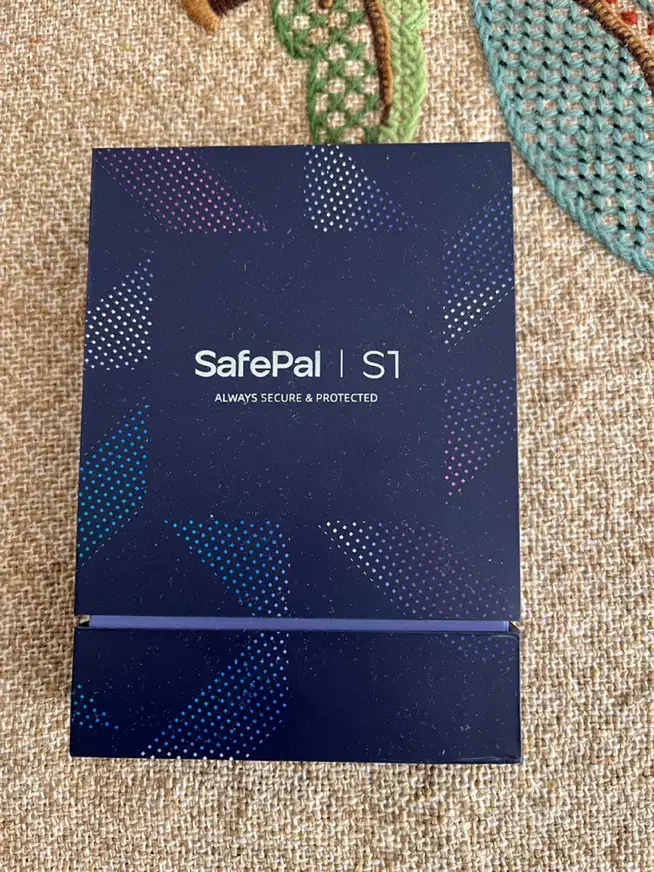 SafePal | S1
ALWAYS SECURE & PROTECTED